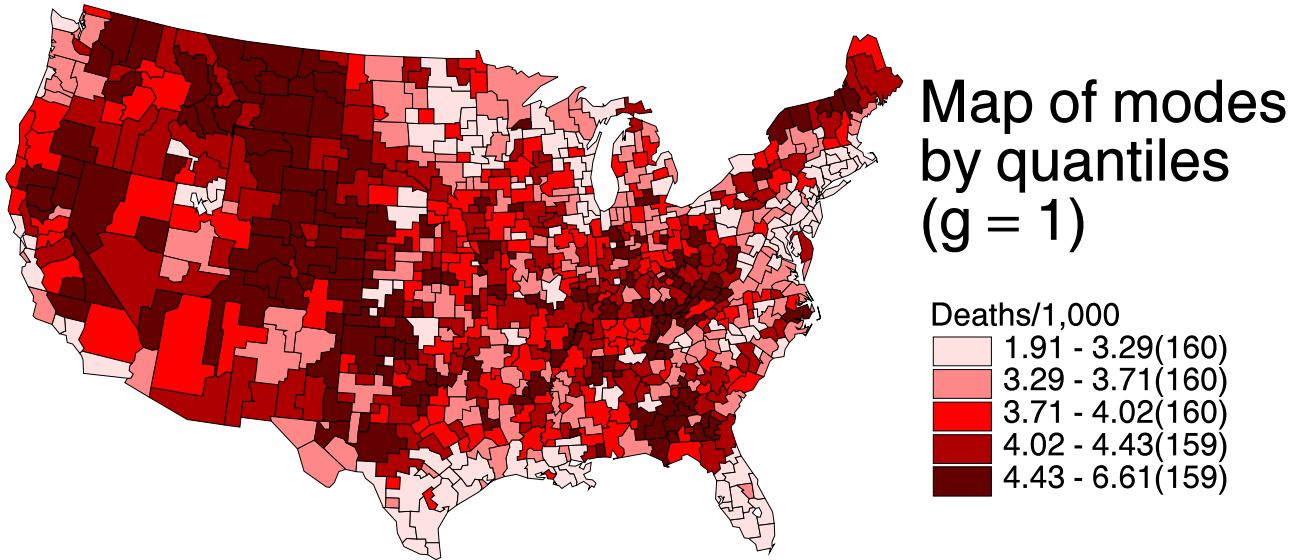 Map of modes
by quantiles
(g = 1)
Deaths/1,000
1.91 - 3.29(160)
3.29 - 3.71(160)
3.71 - 4.02(160)
4.02 - 4.43(159)
4.43 - 6.61(159)